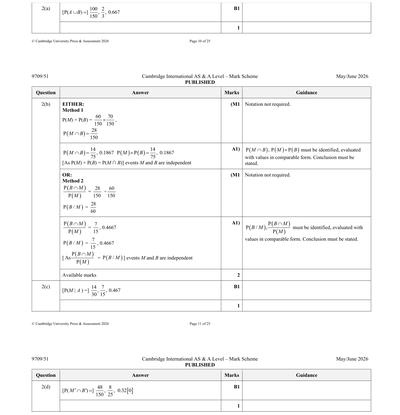 2(a)
[P(A∪B)=] 100/150, 2/3, 0.667
B1
1
© Cambridge University Press & Assessment 2026
Page 10 of 23
9709/51
Cambridge International AS & A Level – Mark Scheme
May/June 2026
PUBLISHED
Question
Answer
Marks
Guidance
2(b)
EITHER:
(M1
Notation not required.
Method 1
P(M) × P(B) = 60/150 × 70/150,
P(M∩B) = 28/150
P(M∩B) = 14/75, 0.1867 P(M)×P(B) = 14/75, 0.1867
[As P(M) × P(B) = P(M∩B)] events M and B are independent
A1)
P(M∩B), P(M)×P(B) must be identified, evaluated
with values in comparable form. Conclusion must be
stated.
OR:
(M1
Notation not required.
Method 2
P(B∩M)/P(M) = 28/150 ÷ 60/150
P(B/M) = 28/60
P(B∩M)/P(M) = 7/15, 0.4667
P(B/M) = 7/15, 0.4667
[As P(B∩M)/P(M) = P(B/M)] events M and B are independent
A1)
P(B/M), P(B∩M)/P(M) must be identified, evaluated with
values in comparable form. Conclusion must be stated.
Available marks
2
2(c)
[P(M|A)=] 14/30, 7/15, 0.467
B1
1
© Cambridge University Press & Assessment 2026
Page 11 of 23
9709/51
Cambridge International AS & A Level – Mark Scheme
May/June 2026
PUBLISHED
Question
Answer
Marks
Guidance
2(d)
[P(M'∩B')=] 48/150, 8/25, 0.32[0]
B1
1